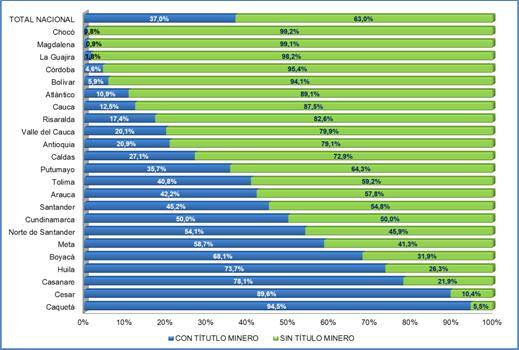 TOTAL NACIONAL 37,0% 63,0%
Chocò 0,8% 99,2%
Magdalena 0,9% 99,1%
La Guajira 1,8% 98,2%
Córdoba 4,6% 95,4%
Bolívar 5,9% 94,1%
Atlántico 10,9% 89,1%
Cauca 12,5% 87,5%
Risaralda 17,4% 82,6%
Valle del Cauca 20,1% 79,9%
Antioquia 20,9% 79,1%
Caldas 27,1% 72,9%
Putumayo 35,7% 64,3%
Tolima 40,8% 59,2%
Arauca 42,2% 57,8%
Santander 45,2% 54,8%
Cundinamarca 50,0% 50,0%
Norte de Santander 54,1% 45,9%
Meta 58,7% 41,3%
Boyacá 68,1% 31,9%
Huila 73,7% 26,3%
Casanare 78,1% 21,9%
Cesar 89,6% 10,4%
Caquetá 94,5% 5,5%
0% 10% 20% 30% 40% 50% 60% 70% 80% 90% 100%
CON TÍTUTLO MINERO SIN TÍTULO MINERO